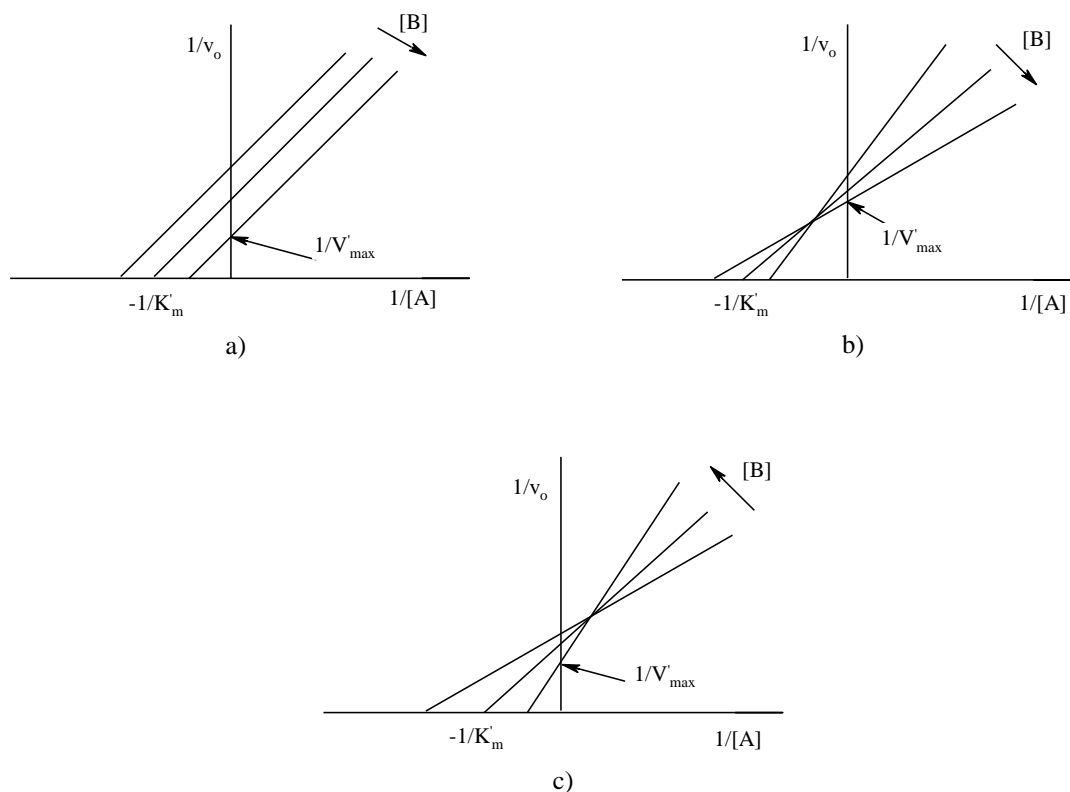 [B]
1/v₀
1/V'max
-1/K'm
1/[A]
a)
[B]
1/v₀
1/V'max
-1/K'm
1/[A]
b)
[B]
1/v₀
1/V'max
-1/K'm
1/[A]
c)